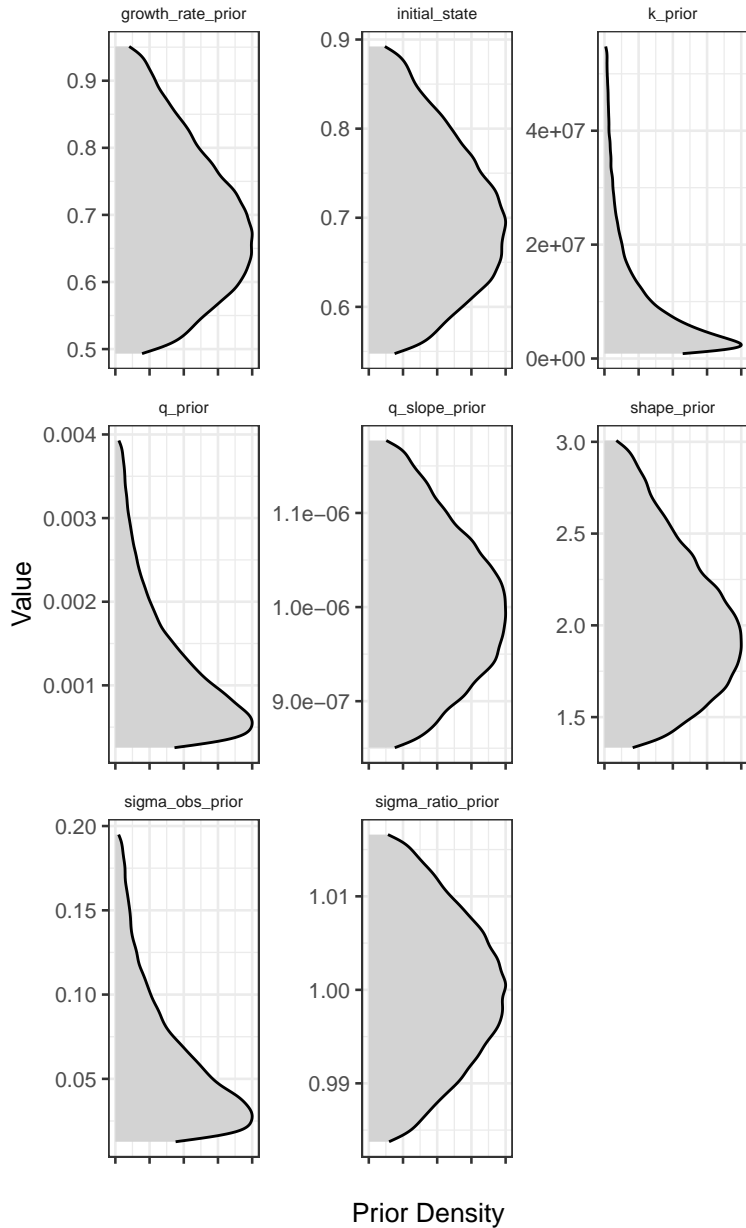 growth_rate_prior
initial_state
k_prior
0.9
0.8
0.7
0.6
0.5
0.9
0.8
0.7
0.6
4e+07
2e+07
0e+00
q_prior
q_slope_prior
shape_prior
0.004
0.003
0.002
0.001
1.1e−06
1.0e−06
9.0e−07
3.0
2.5
2.0
1.5
Value
sigma_obs_prior
sigma_ratio_prior
0.20
0.15
0.10
0.05
1.01
1.00
0.99
Prior Density